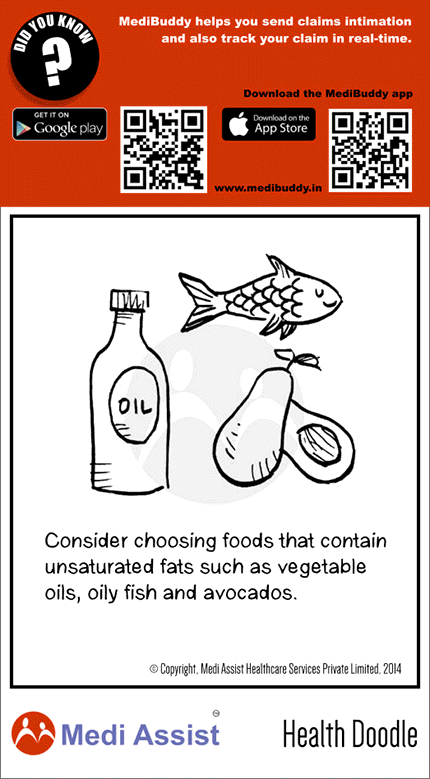 DID YOU KNOW
?
MediBuddy helps you send claims intimation
and also track your claim in real-time.
Download the MediBuddy app
GET IT ON
Google play
Download on the
App Store
www.medibuddy.in
OIL
Consider choosing foods that contain
unsaturated fats such as vegetable
oils, oily fish and avocados.
© Copyright, Medi Assist Healthcare Services Private Limited, 2014
Medi Assist
Health Doodle